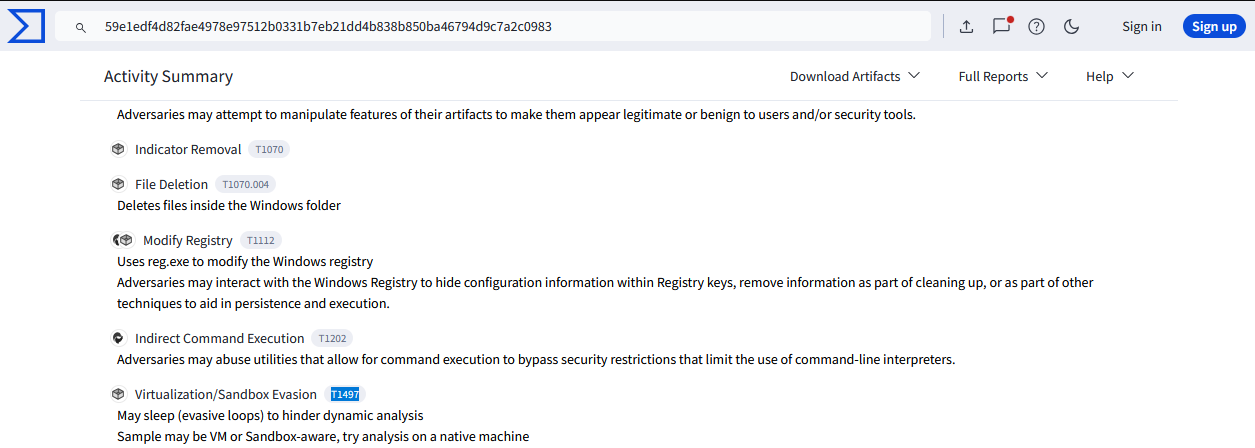 59e1edf4d82fae4978e97512b0331b7eb21dd4b838b850ba46794d9c7a2c0983
Sign in
Sign up
Activity Summary
Download Artifacts
Full Reports
Help
Adversaries may attempt to manipulate features of their artifacts to make them appear legitimate or benign to users and/or security tools.
Indicator Removal T1070
File Deletion T1070.004
Deletes files inside the Windows folder
Modify Registry T1112
Uses reg.exe to modify the Windows registry
Adversaries may interact with the Windows Registry to hide configuration information within Registry keys, remove information as part of cleaning up, or as part of other
techniques to aid in persistence and execution.
Indirect Command Execution T1202
Adversaries may abuse utilities that allow for command execution to bypass security restrictions that limit the use of command-line interpreters.
Virtualization/Sandbox Evasion T1497
May sleep (evasive loops) to hinder dynamic analysis
Sample may be VM or Sandbox-aware, try analysis on a native machine